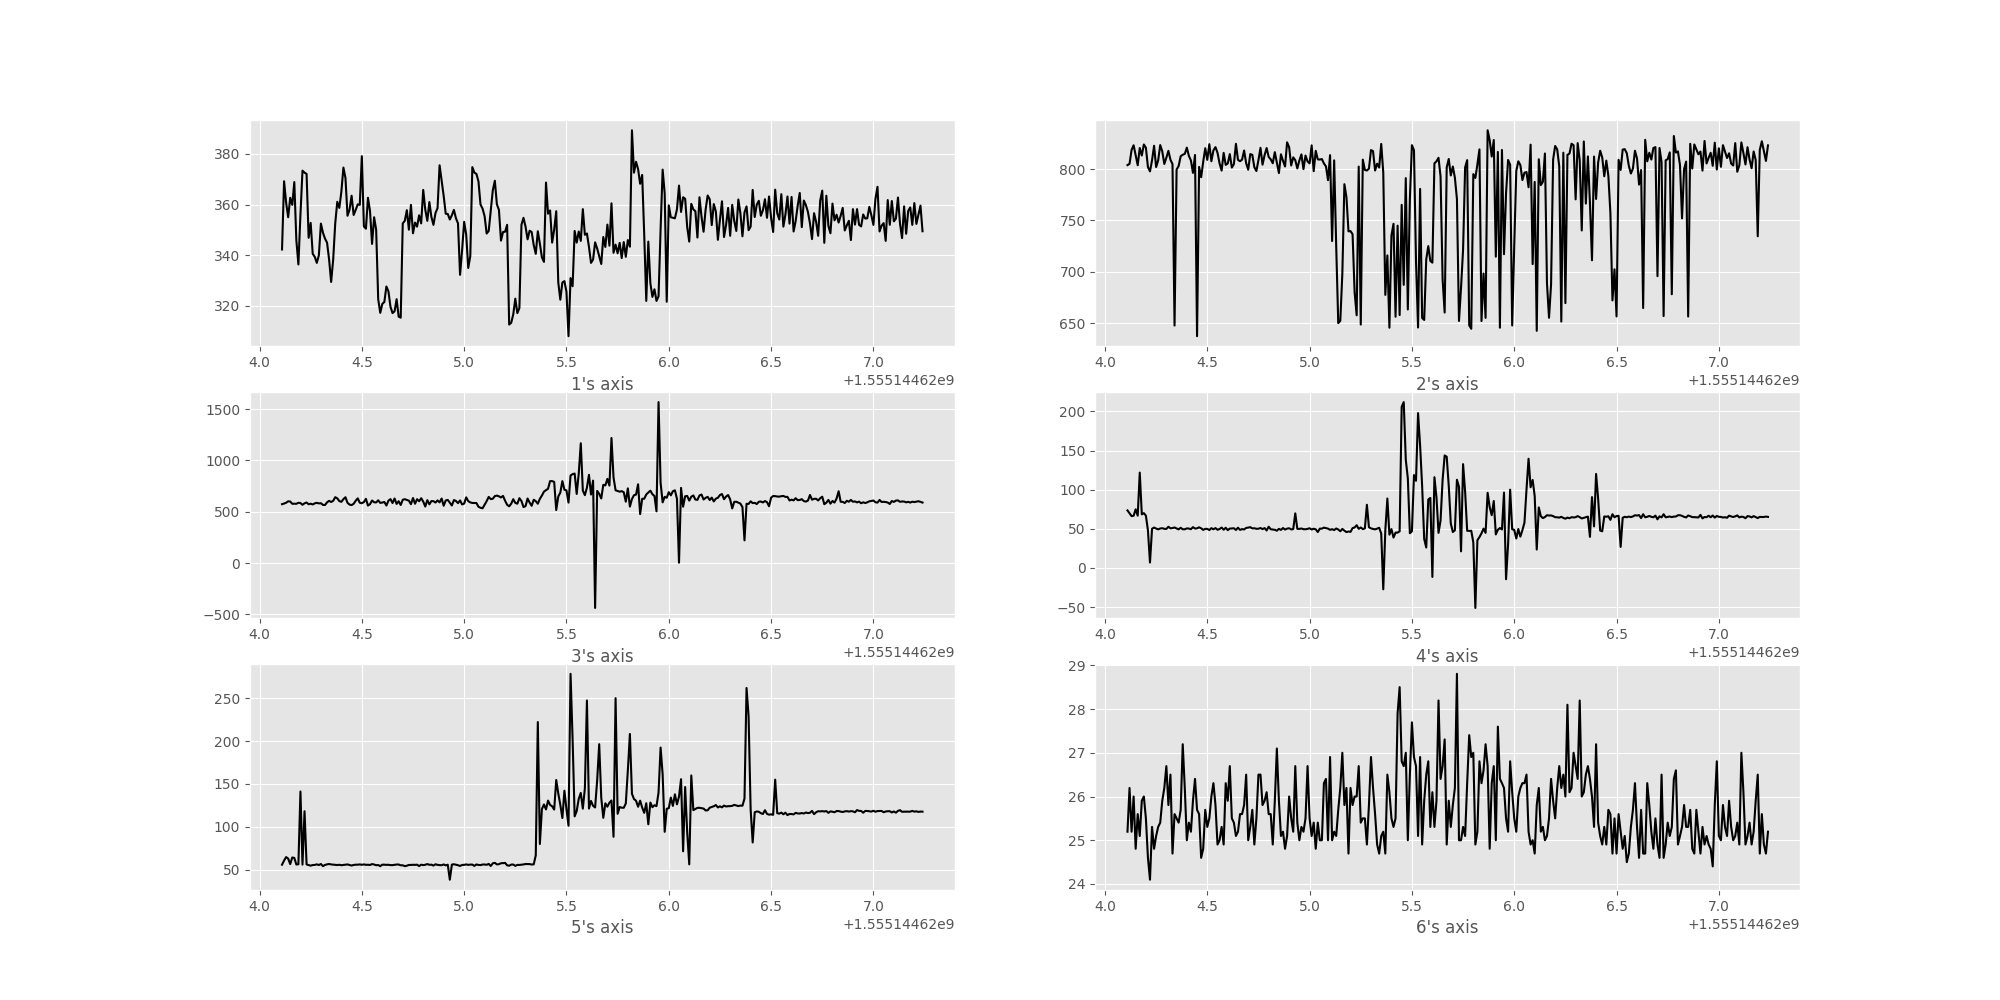 380
360
340
320
4.0 4.5 5.0 5.5 6.0 6.5 7.0
1's axis +1.55514462e9
800
750
700
650
4.0 4.5 5.0 5.5 6.0 6.5 7.0
2's axis +1.55514462e9
1500
1000
500
0
−500
4.0 4.5 5.0 5.5 6.0 6.5 7.0
3's axis +1.55514462e9
200
150
100
50
0
−50
4.0 4.5 5.0 5.5 6.0 6.5 7.0
4's axis +1.55514462e9
250
200
150
100
50
4.0 4.5 5.0 5.5 6.0 6.5 7.0
5's axis +1.55514462e9
29
28
27
26
25
24
4.0 4.5 5.0 5.5 6.0 6.5 7.0
6's axis +1.55514462e9